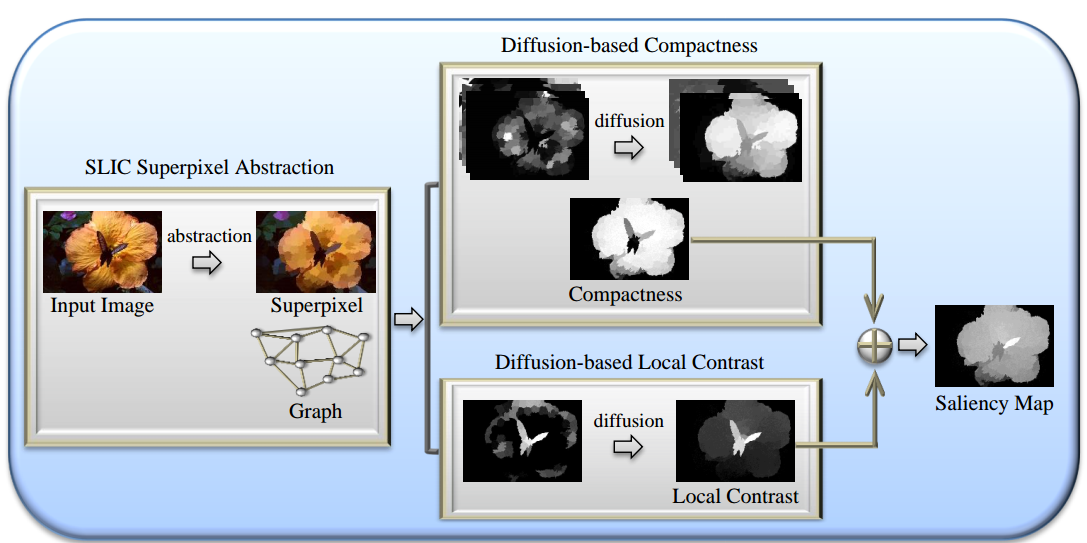 Diffusion-based Compactness
diffusion
Compactness
SLIC Superpixel Abstraction
abstraction
Input Image
Superpixel
Graph
Diffusion-based Local Contrast
diffusion
Local Contrast
Saliency Map